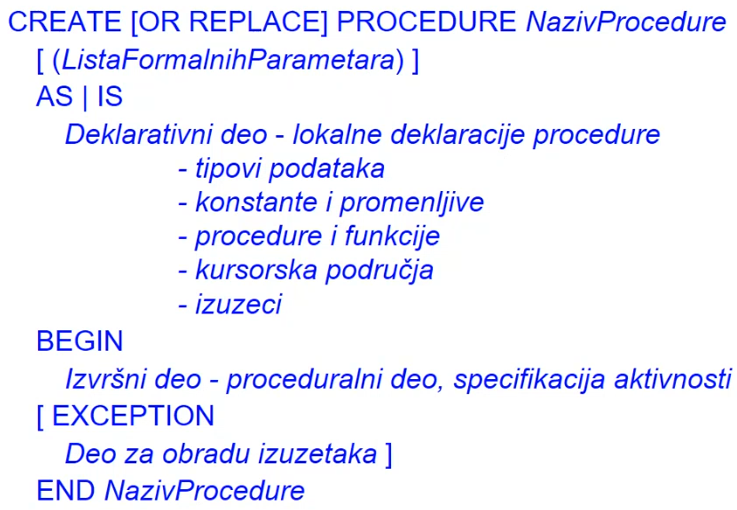 CREATE [OR REPLACE] PROCEDURE NazivProcedure
[ (ListaFormalnihParametara) ]
AS | IS
Deklarativni deo - lokalne deklaracije procedure
- tipovi podataka
- konstante i promenljive
- procedure i funkcije
- kursorska područja
- izuzeci
BEGIN
Izvršni deo - proceduralni deo, specifikacija aktivnosti
[ EXCEPTION
Deo za obradu izuzetaka ]
END NazivProcedure